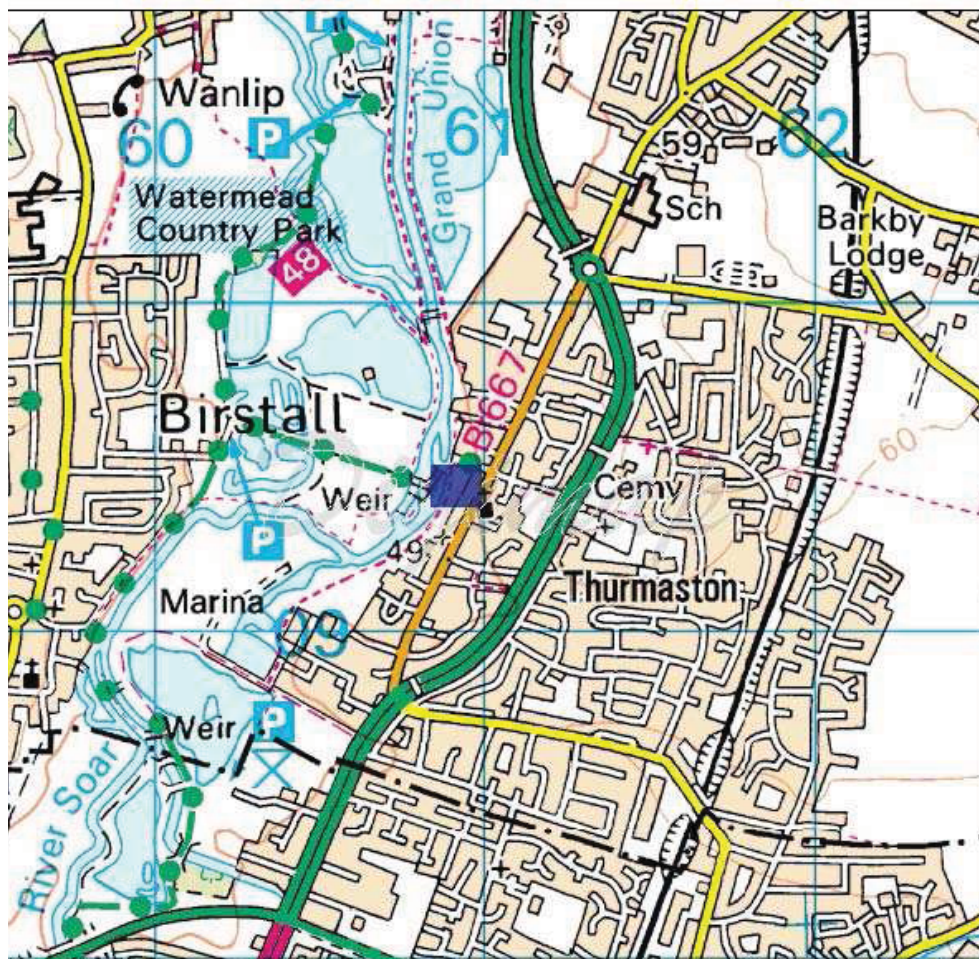 P
Wanlip
60
P
Grand Union
61
59
62
Sch
Watermead
Country Park
48
Barkby
Lodge
B1667
Birstall
60
Weir
Cemy
P
49
Marina
Thurmaston
09
Weir
P
River Soar